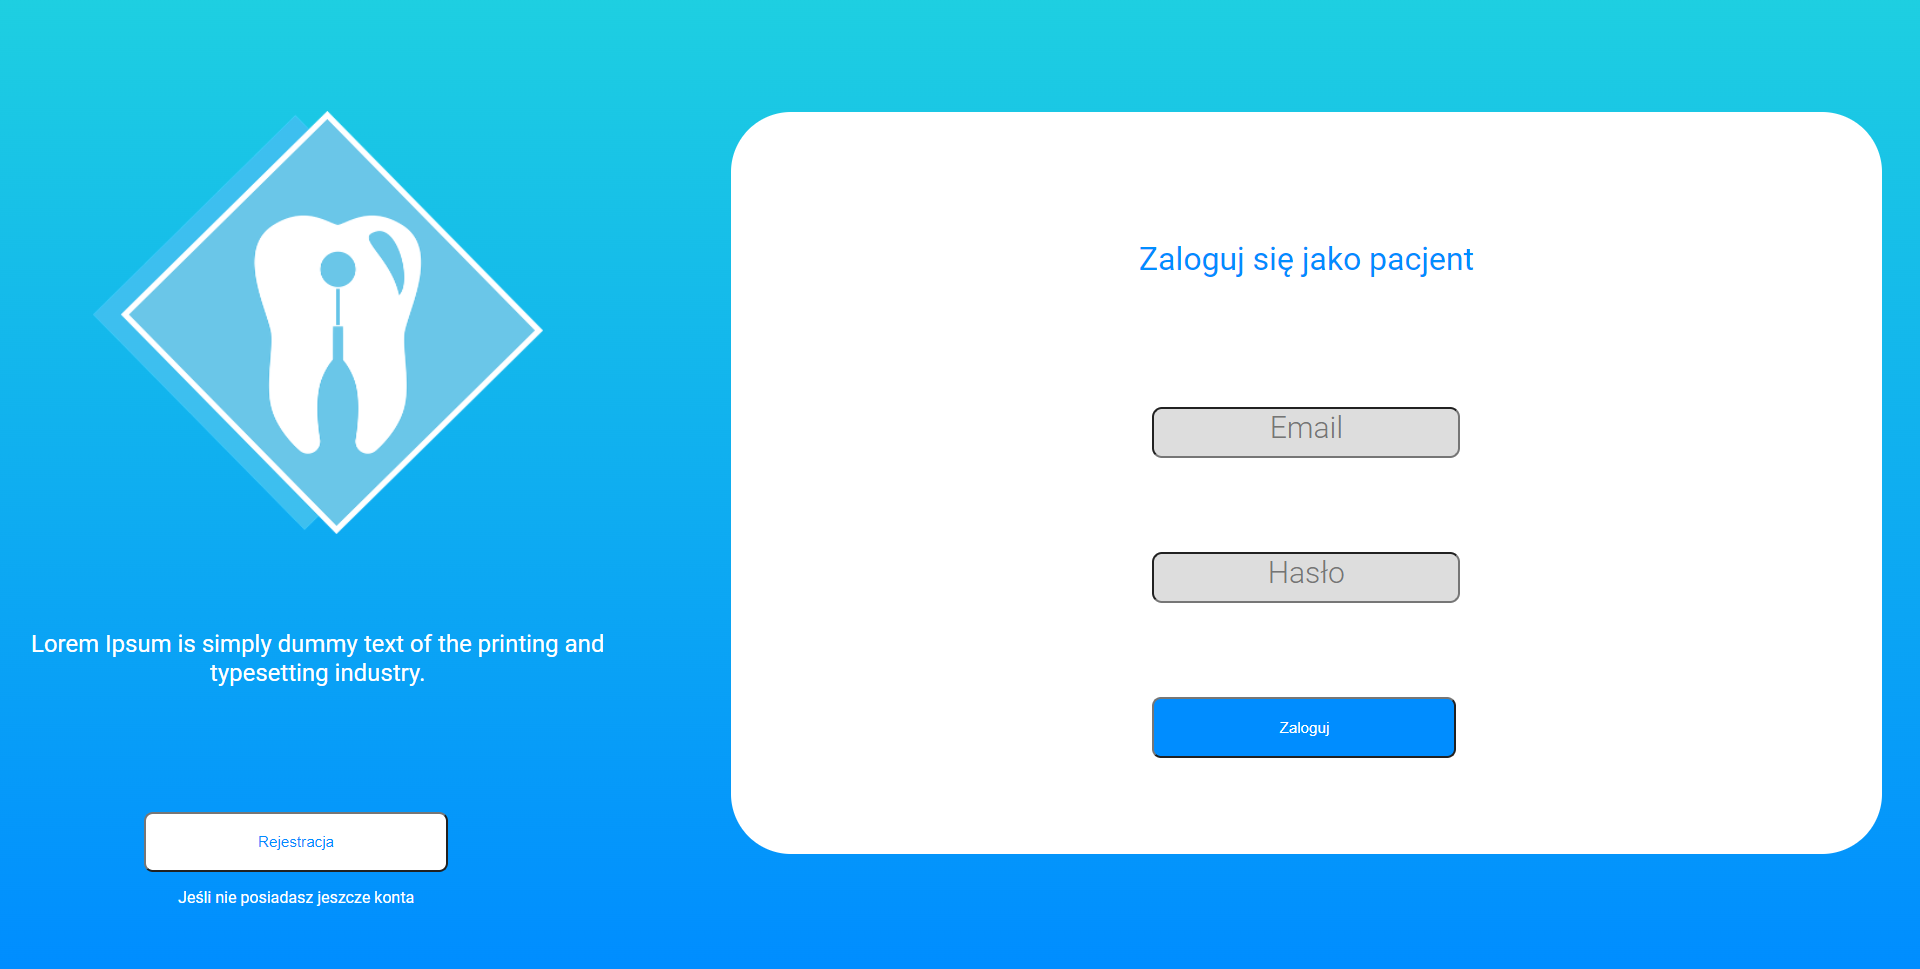 Lorem Ipsum is simply dummy text of the printing and
typesetting industry.
Rejestracja
Jeśli nie posiadasz jeszcze konta
Zaloguj się jako pacjent
Email
Hasło
Zaloguj